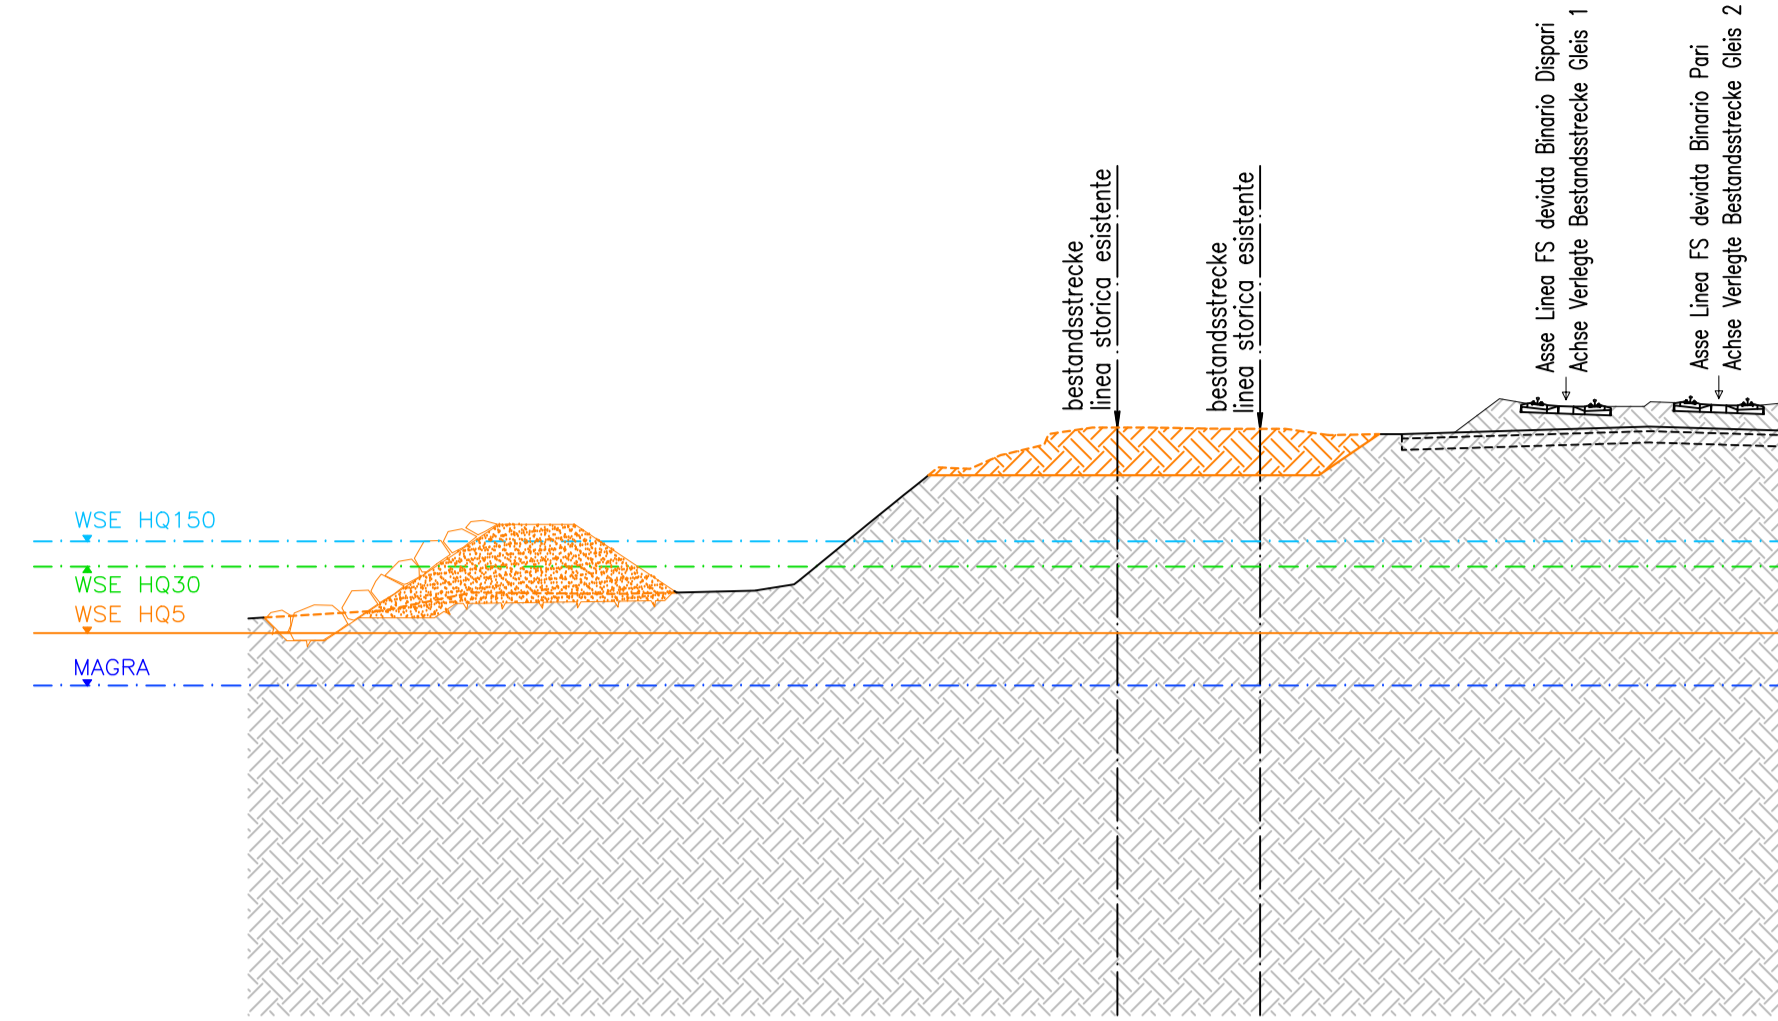 Asse Linea FS deviata Binario Dispari
Achse Verlegte Bestandsstrecke Gleis 1
Asse Linea FS deviata Binario Pari
Achse Verlegte Bestandsstrecke Gleis 2
bestandsstrecke
linea storica esistente
bestandsstrecke
linea storica esistente
WSE HQ150
WSE HQ30
WSE HQ5
MAGRA